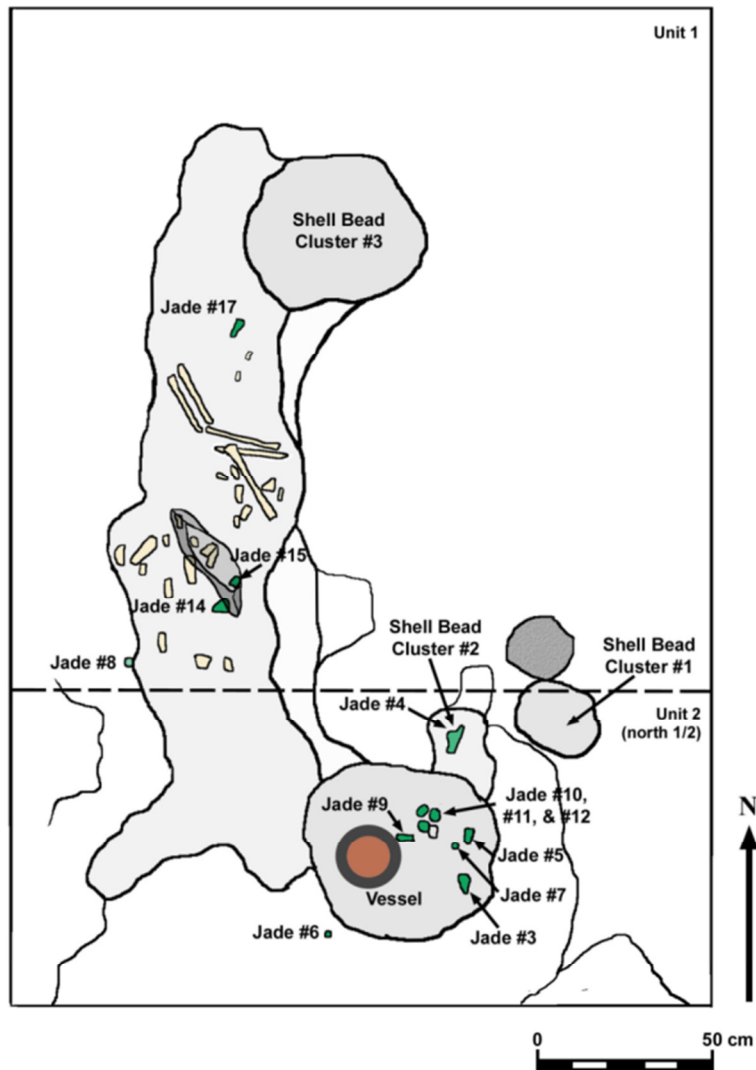 Unit 1
Shell Bead
Cluster #3
Jade #17
Jade #15
Jade #14
Shell Bead
Cluster #2
Shell Bead
Cluster #1
Jade #8
Jade #4
Unit 2
(north 1/2)
Jade #9
Jade #10,
#11, & #12
Jade #5
Jade #7
Vessel
Jade #6
Jade #3
N
0
50 cm